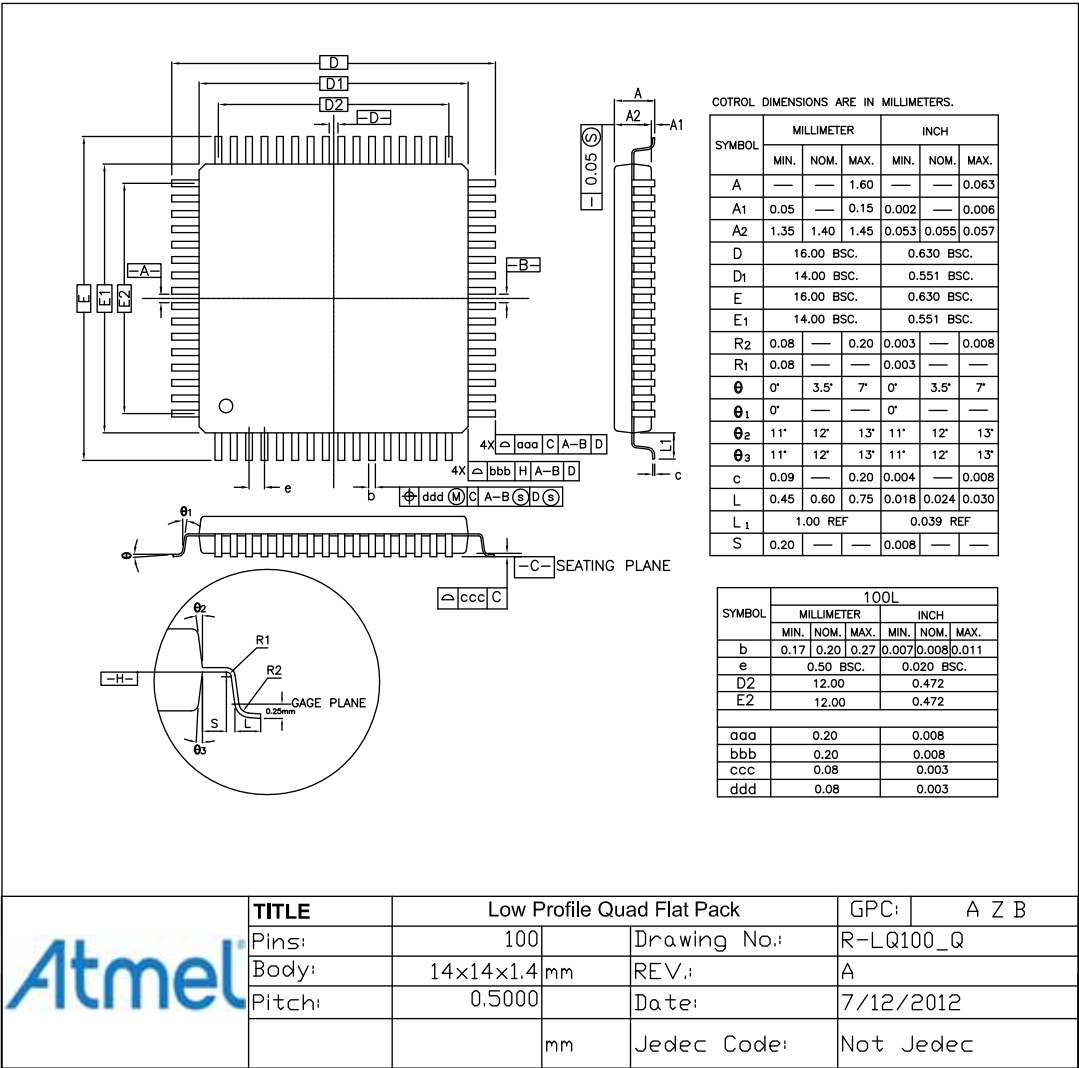 D
D1
D2
-D-
A
A2
A1
0.05 Ⓢ
-A-
-B-
E
E1
E2
L1
c
4X ⌓ aaa C A-B D
4X ⌓ bbb H A-B D
e
b
⌖ ddd Ⓜ C A-B Ⓢ D Ⓢ
θ1
θ
-C- SEATING PLANE
⌓ ccc C
θ2
R1
R2
-H-
GAGE PLANE
0.25mm
S
L
θ3
COTROL DIMENSIONS ARE IN MILLIMETERS.
SYMBOL MILLIMETER INCH
MIN. NOM. MAX. MIN. NOM. MAX.
A — — 1.60 — — 0.063
A1 0.05 — 0.15 0.002 — 0.006
A2 1.35 1.40 1.45 0.053 0.055 0.057
D 16.00 BSC. 0.630 BSC.
D1 14.00 BSC. 0.551 BSC.
E 16.00 BSC. 0.630 BSC.
E1 14.00 BSC. 0.551 BSC.
R2 0.08 — 0.20 0.003 — 0.008
R1 0.08 — — 0.003 — —
θ 0° 3.5° 7° 0° 3.5° 7°
θ1 0° — — 0° — —
θ2 11° 12° 13° 11° 12° 13°
θ3 11° 12° 13° 11° 12° 13°
c 0.09 — 0.20 0.004 — 0.008
L 0.45 0.60 0.75 0.018 0.024 0.030
L1 1.00 REF 0.039 REF
S 0.20 — — 0.008 — —
100L
SYMBOL MILLIMETER INCH
MIN. NOM. MAX. MIN. NOM. MAX.
b 0.17 0.20 0.27 0.007 0.008 0.011
e 0.50 BSC. 0.020 BSC.
D2 12.00 0.472
E2 12.00 0.472
aaa 0.20 0.008
bbb 0.20 0.008
ccc 0.08 0.003
ddd 0.08 0.003
Atmel
TITLE Low Profile Quad Flat Pack GPC: A Z B
Pins: 100 Drawing No.: R-LQ100_Q
Body: 14x14x1.4 mm REV.: A
Pitch: 0.5000 Date: 7/12/2012
mm Jedec Code: Not Jedec